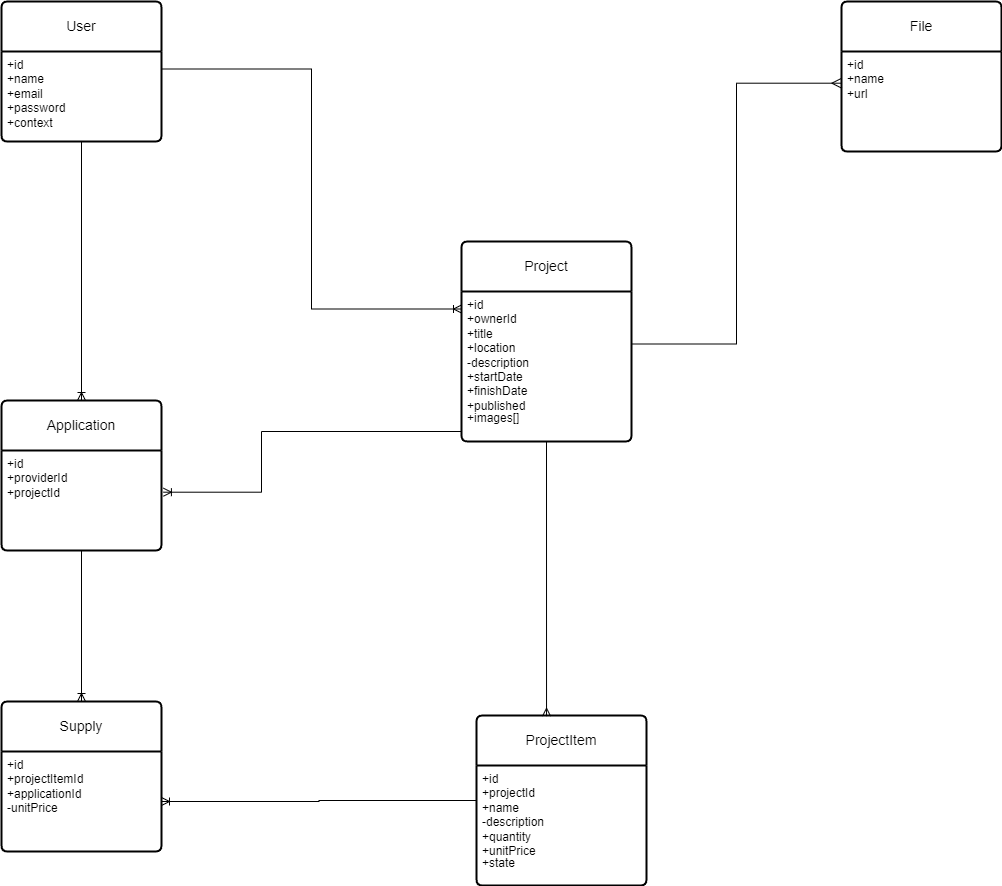 User
+id
+name
+email
+password
+context
File
+id
+name
+url
Project
+id
+ownerId
+title
+location
-description
+startDate
+finishDate
+published
+images[]
Application
+id
+providerId
+projectId
Supply
+id
+projectItemId
+applicationId
-unitPrice
ProjectItem
+id
+projectId
+name
-description
+quantity
+unitPrice
+state